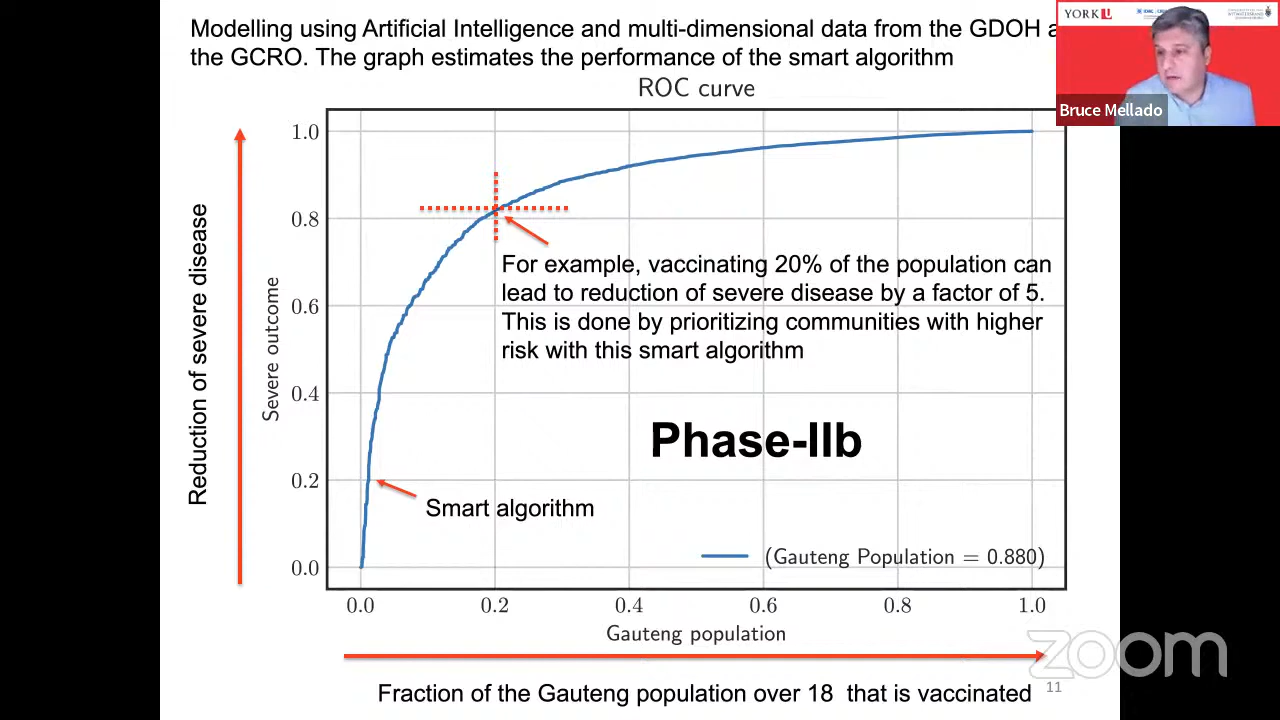 Modelling using Artificial Intelligence and multi-dimensional data from the GDOH
the GCRO. The graph estimates the performance of the smart algorithm
YORK U
Bruce Mellado
ROC curve
1.0
0.8
0.6
0.4
0.2
0.0
Reduction of severe disease
Severe outcome
For example, vaccinating 20% of the population can
lead to reduction of severe disease by a factor of 5.
This is done by prioritizing communities with higher
risk with this smart algorithm
Phase-IIb
Smart algorithm
(Gauteng Population = 0.880)
0.0 0.2 0.4 0.6 0.8 1.0
Gauteng population
zoom
Fraction of the Gauteng population over 18 that is vaccinated
11